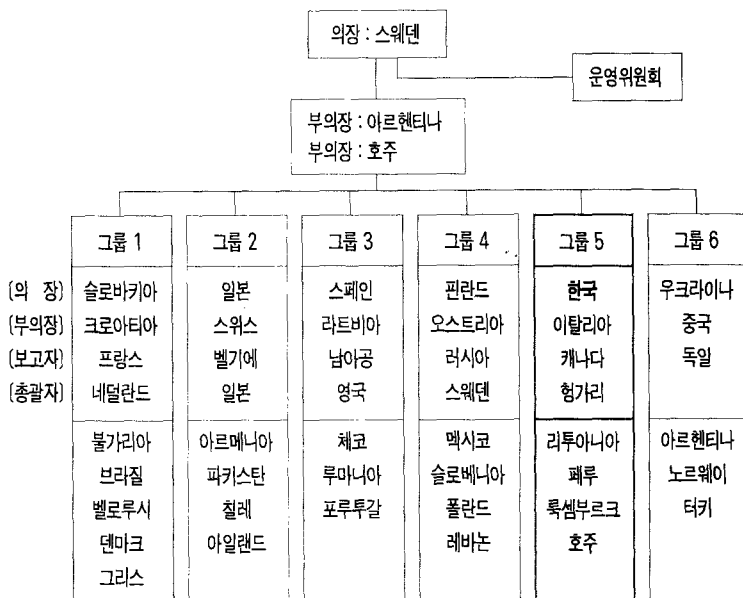 의장 : 스웨덴
운영위원회
부의장 : 아르헨티나
부의장 : 호주
그룹 1 그룹 2 그룹 3 그룹 4 그룹 5 그룹 6
(의 장) 슬로바키아 일본 스페인 핀란드 한국 우크라이나
(부의장) 크로아티아 스위스 라트비아 오스트리아 이탈리아 중국
(보고자) 프랑스 벨기에 남아공 러시아 캐나다 독일
(총괄자) 네덜란드 일본 영국 스웨덴 헝가리
불가리아 아르메니아 체코 멕시코 리투아니아 아르헨티나
브라질 파키스탄 루마니아 슬로베니아 페루 노르웨이
벨로루시 칠레 포루투갈 폴란드 룩셈부르크 터키
덴마크 아일랜드 레바논 호주
그리스